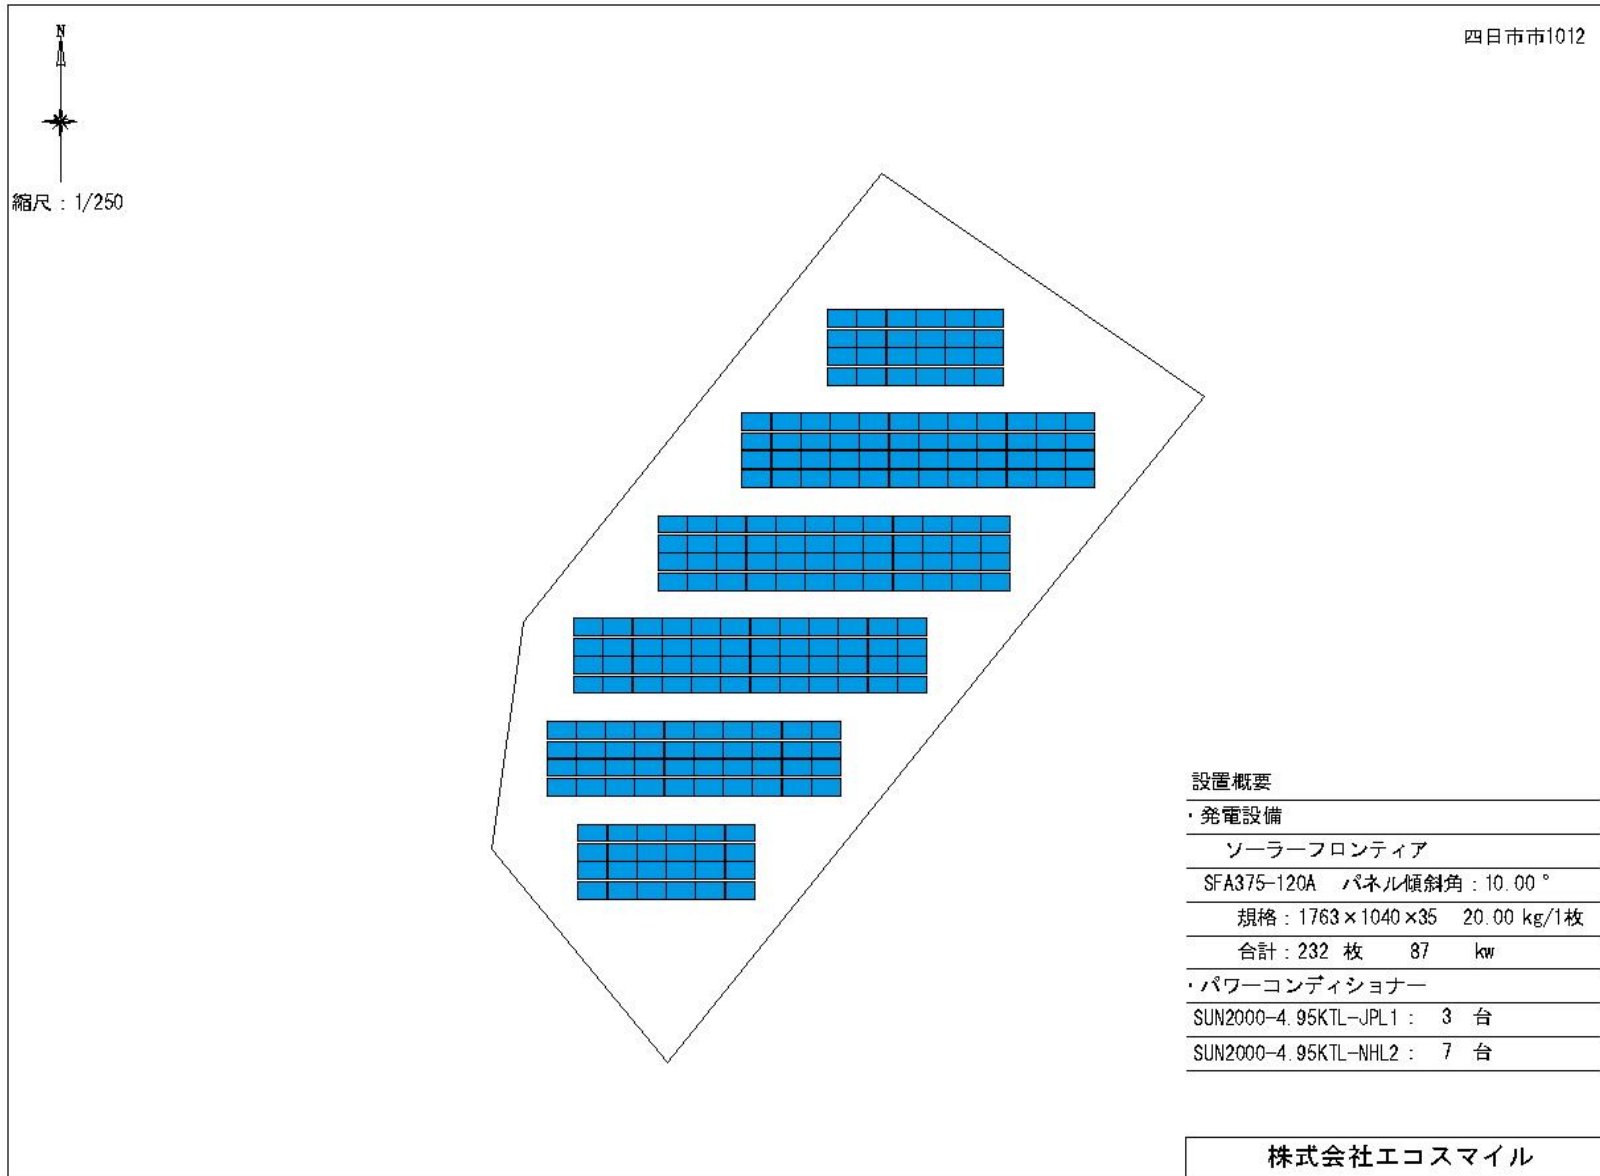 N
四日市市1012
縮尺：1/250
設置概要
・発電設備
ソーラーフロンティア
SFA375-120A パネル傾斜角：10.00°
規格：1763×1040×35 20.00 kg/1枚
合計：232 枚 87 kw
・パワーコンディショナー
SUN2000-4.95KTL-JPL1： 3 台
SUN2000-4.95KTL-NHL2： 7 台
株式会社エコスマイル